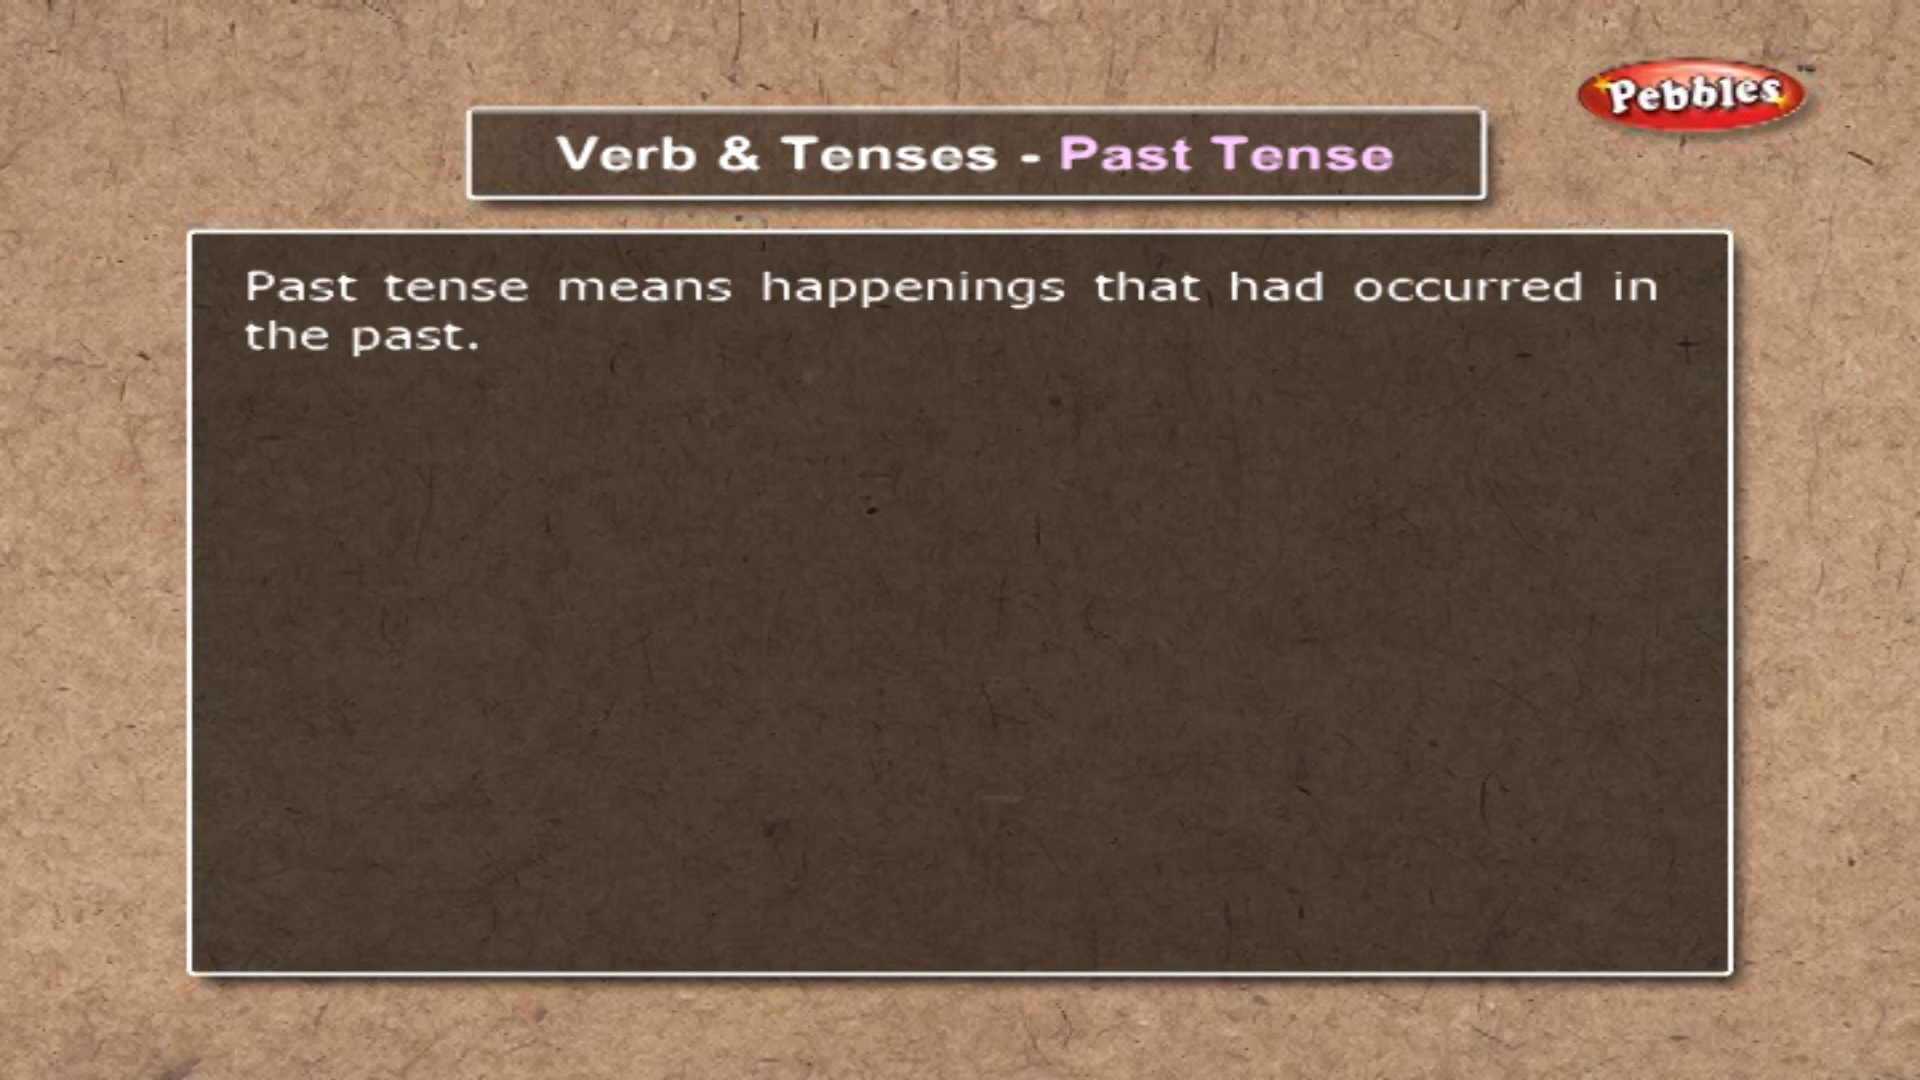 Pebbles
Verb & Tenses - Past Tense
Past tense means happenings that had occurred in
the past.